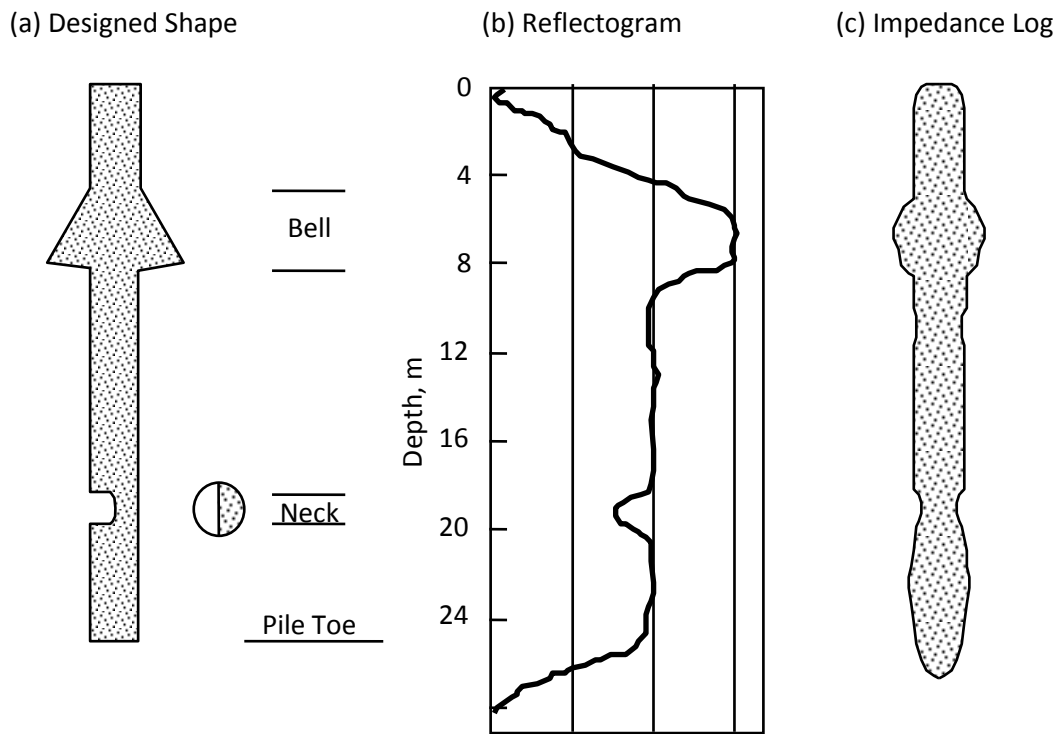 (a) Designed Shape
(b) Reflectogram
(c) Impedance Log
Bell
Neck
Pile Toe
Depth, m
0
4
8
12
16
20
24